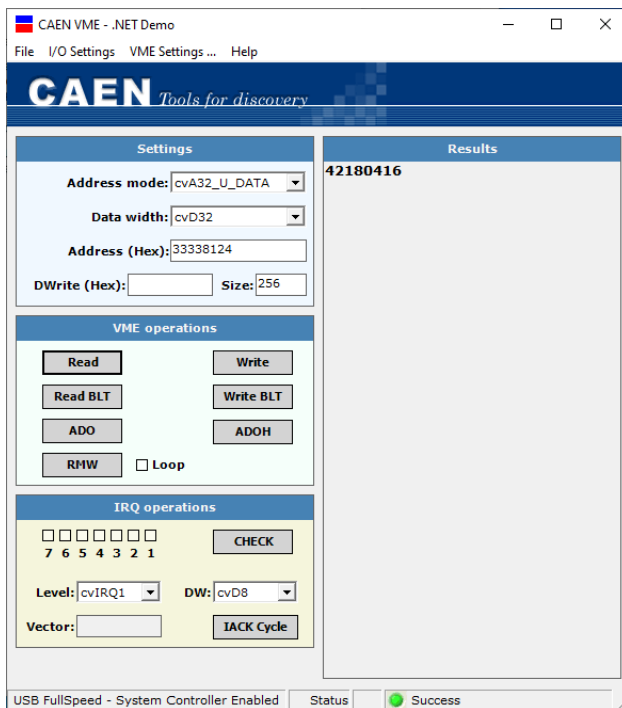 CAEN VME - .NET Demo
File I/O Settings VME Settings ... Help
CAEN Tools for discovery
Settings
Address mode: cvA32_U_DATA
Data width: cvD32
Address (Hex): 33338124
DWrite (Hex): Size: 256
VME operations
Read Write
Read BLT Write BLT
ADO ADOH
RMW Loop
IRQ operations
7 6 5 4 3 2 1 CHECK
Level: cvIRQ1 DW: cvD8
Vector: IACK Cycle
Results
42180416
USB FullSpeed - System Controller Enabled Status Success